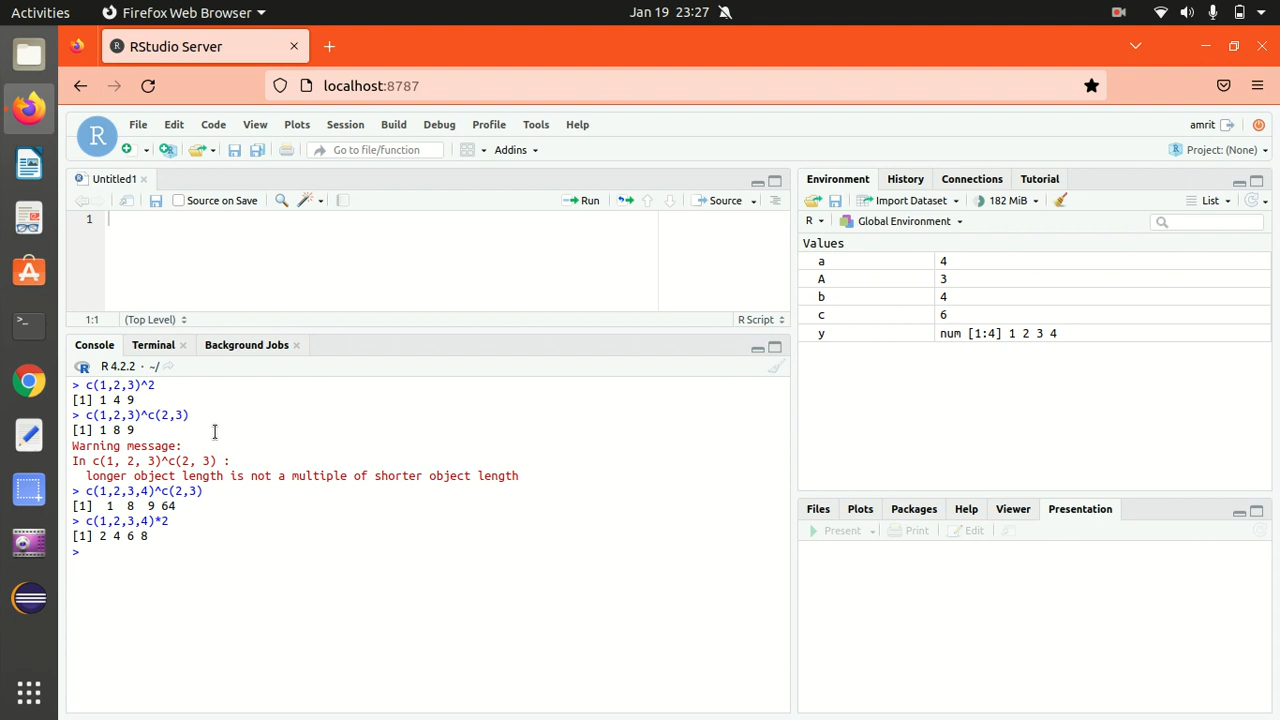 Activities Firefox Web Browser Jan 19 23:27
RStudio Server
localhost:8787
File Edit Code View Plots Session Build Debug Profile Tools Help amrit
Go to file/function Addins Project: (None)
Untitled1
Source on Save Run Source
1
1:1 (Top Level) R Script
Console Terminal Background Jobs
R 4.2.2 · ~/
> c(1,2,3)^2
[1] 1 4 9
> c(1,2,3)^c(2,3)
[1] 1 8 9
Warning message:
In c(1, 2, 3)^c(2, 3) :
longer object length is not a multiple of shorter object length
> c(1,2,3,4)^c(2,3)
[1]  1  8  9 64
> c(1,2,3,4)*2
[1] 2 4 6 8
>
Environment History Connections Tutorial
Import Dataset 182 MiB List
R Global Environment
Values
a 4
A 3
b 4
c 6
y num [1:4] 1 2 3 4
Files Plots Packages Help Viewer Presentation
Present Print Edit